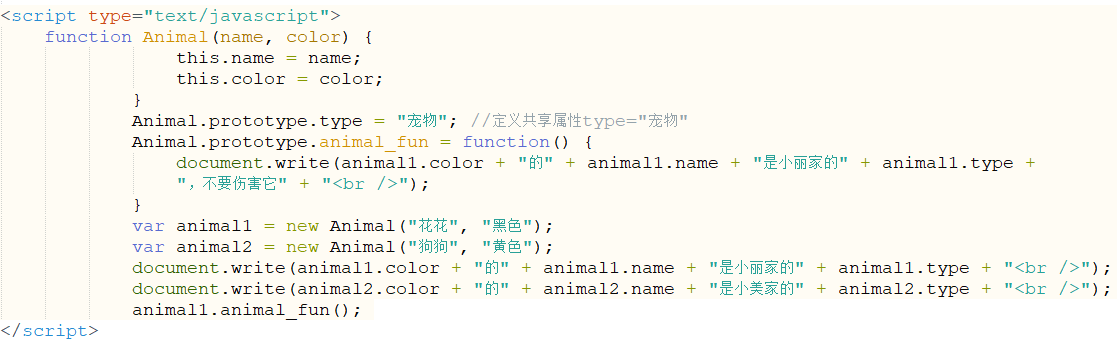 <script type="text/javascript">
function Animal(name, color) {
this.name = name;
this.color = color;
}
Animal.prototype.type = "宠物"; //定义共享属性type="宠物"
Animal.prototype.animal_fun = function() {
document.write(animal1.color + "的" + animal1.name + "是小丽家的" + animal1.type +
"，不要伤害它" + "<br />");
}
var animal1 = new Animal("花花", "黑色");
var animal2 = new Animal("狗狗", "黄色");
document.write(animal1.color + "的" + animal1.name + "是小丽家的" + animal1.type + "<br />");
document.write(animal2.color + "的" + animal2.name + "是小美家的" + animal2.type + "<br />");
animal1.animal_fun();
</script>